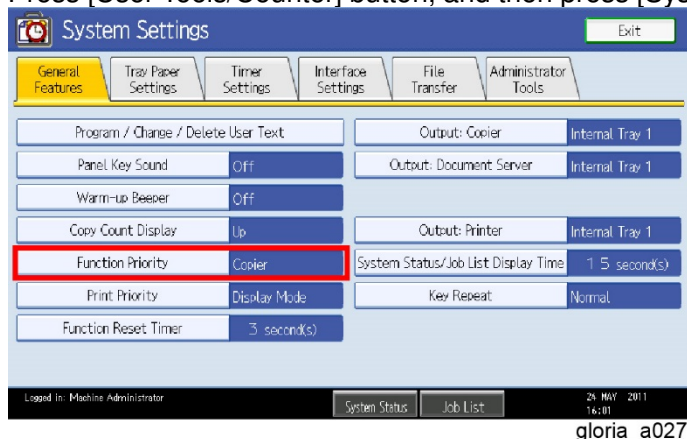 Press [User Tools/Counter] button, and then press [Sys
System Settings
Exit
General Features
Tray Paper Settings
Timer Settings
Interface Settings
File Transfer
Administrator Tools
Program / Change / Delete User Text
Output: Copier
Internal Tray 1
Panel Key Sound
Off
Output: Document Server
Internal Tray 1
Warm-up Beeper
Off
Copy Count Display
Up
Output: Printer
Internal Tray 1
Function Priority
Copier
System Status/Job List Display Time
15 second(s)
Print Priority
Display Mode
Key Repeat
Normal
Function Reset Timer
3 second(s)
Logged in: Machine Administrator
System Status
Job List
24 MAY 2011
16:01
gloria_a027